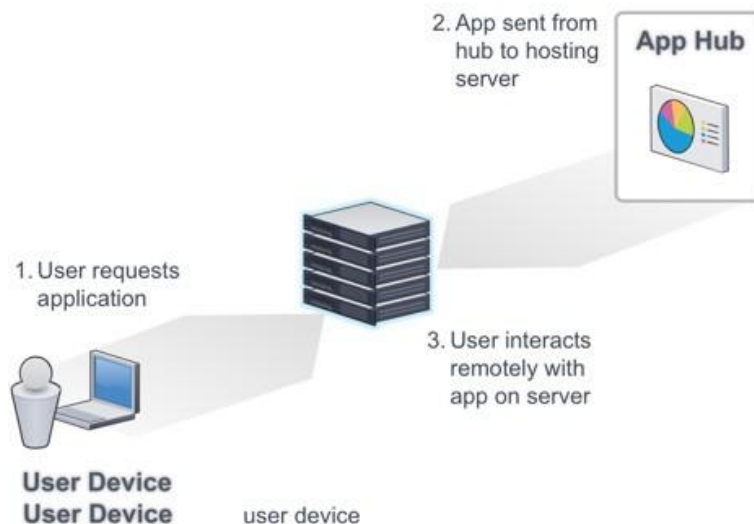 2. App sent from
hub to hosting
server
App Hub
1. User requests
application
3. User interacts
remotely with
app on server
User Device
User Device
user device